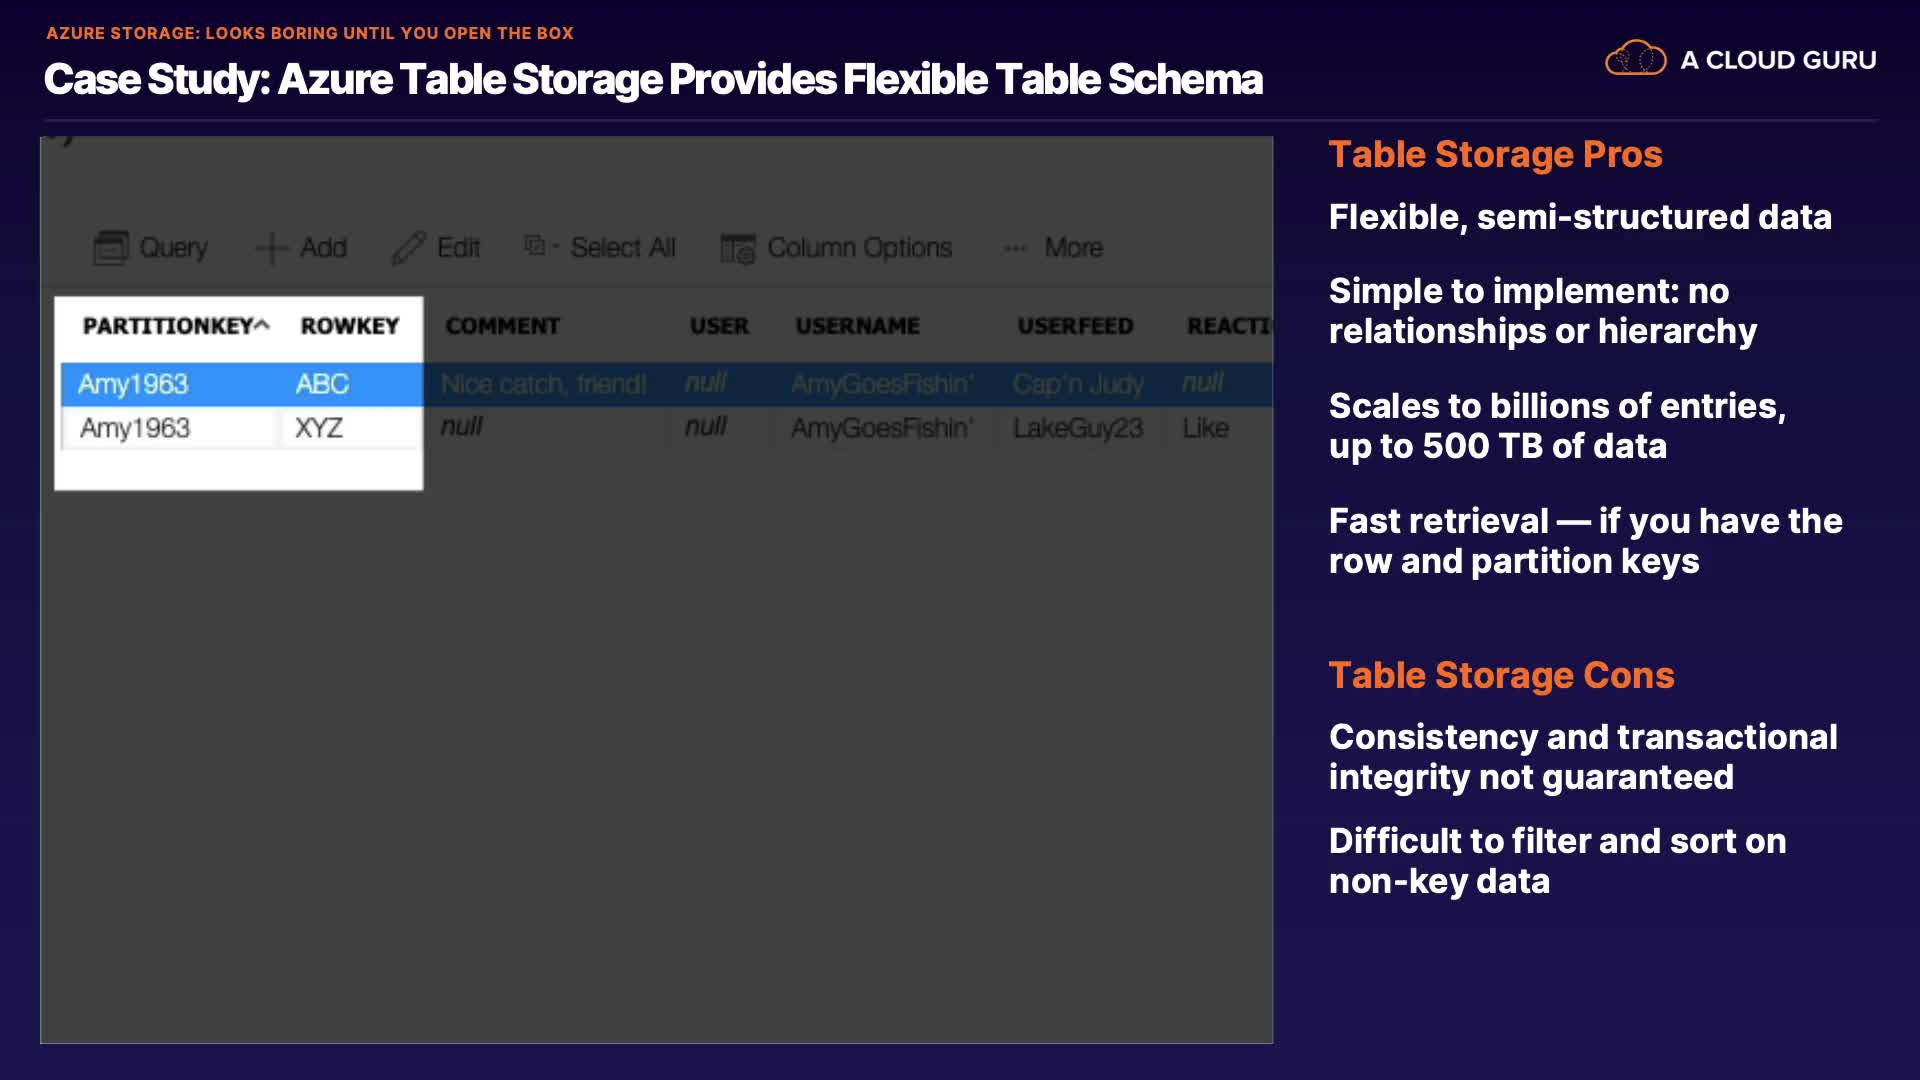 AZURE STORAGE: LOOKS BORING UNTIL YOU OPEN THE BOX
Case Study: Azure Table Storage Provides Flexible Table Schema
A CLOUD GURU
Query Add Edit Select All Column Options More
PARTITIONKEY ROWKEY COMMENT USER USERNAME USERFEED REACTI
Amy1963 ABC Nice catch, friend! null AmyGoesFishin' Cap'n Judy null
Amy1963 XYZ null null AmyGoesFishin' LakeGuy23 Like
Table Storage Pros
Flexible, semi-structured data
Simple to implement: no
relationships or hierarchy
Scales to billions of entries,
up to 500 TB of data
Fast retrieval — if you have the
row and partition keys
Table Storage Cons
Consistency and transactional
integrity not guaranteed
Difficult to filter and sort on
non-key data